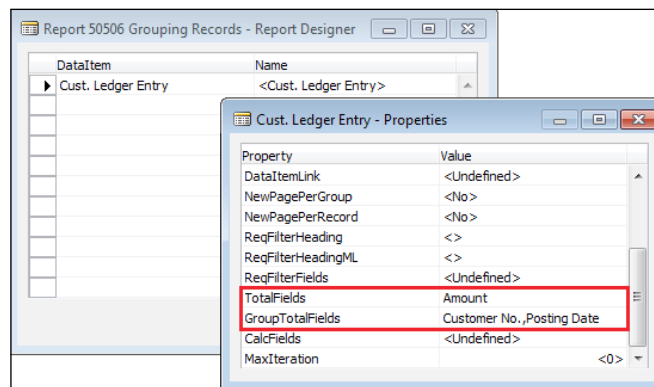 Report 50506 Grouping Records - Report Designer
DataItem Name
Cust. Ledger Entry <Cust. Ledger Entry>
Cust. Ledger Entry - Properties
Property Value
DataItemLink <Undefined>
NewPagePerGroup <No>
NewPagePerRecord <No>
ReqFilterHeading <>
ReqFilterHeadingML <>
ReqFilterFields <Undefined>
TotalFields Amount
GroupTotalFields Customer No.,Posting Date
CalcFields <Undefined>
MaxIteration <0>